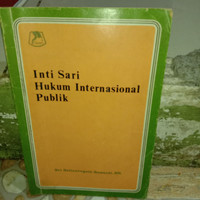 Inti Sari
Hukum Internasional
Publik